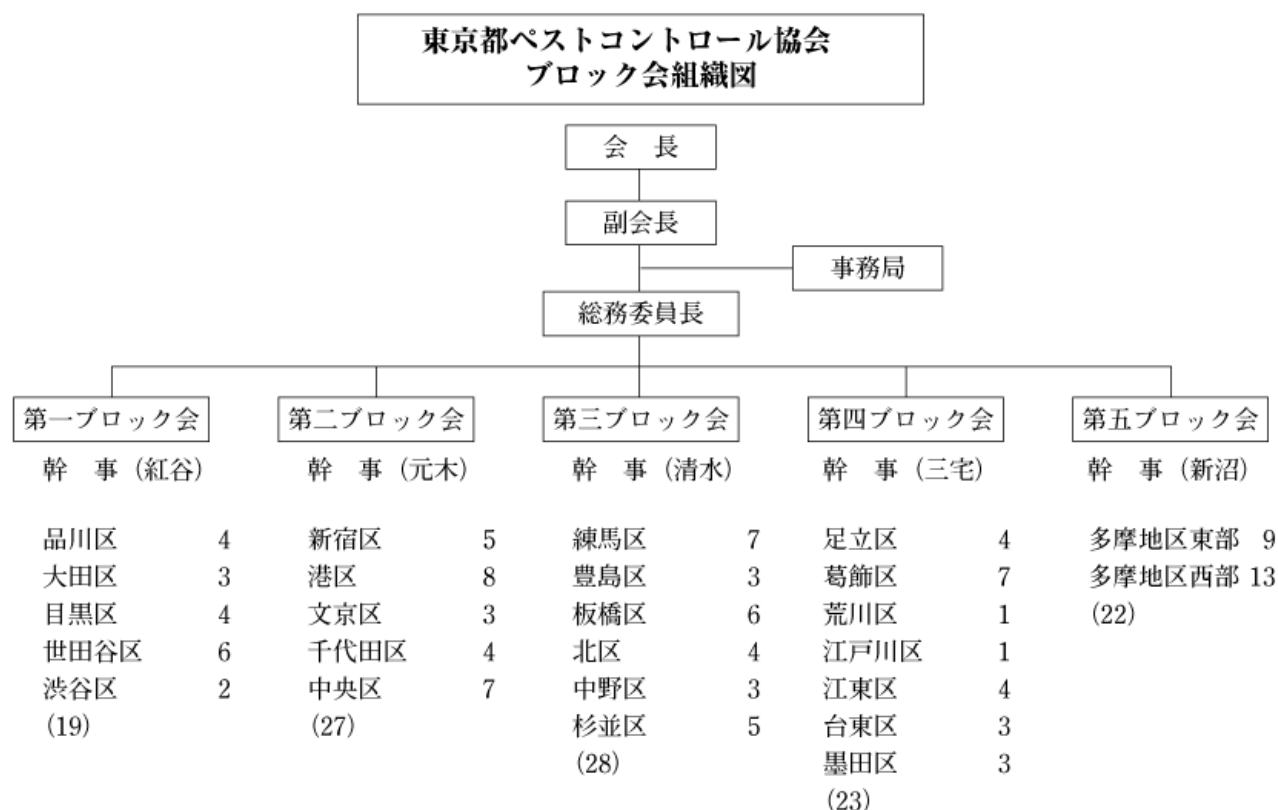 東京都ペストコントロール協会
ブロック会組織図
会　長
副会長
事務局
総務委員長
第一ブロック会
幹　事（紅谷）
品川区 4
大田区 3
目黒区 4
世田谷区 6
渋谷区 2
(19)
第二ブロック会
幹　事（元木）
新宿区 5
港区 8
文京区 3
千代田区 4
中央区 7
(27)
第三ブロック会
幹　事（清水）
練馬区 7
豊島区 3
板橋区 6
北区 4
中野区 3
杉並区 5
(28)
第四ブロック会
幹　事（三宅）
足立区 4
葛飾区 7
荒川区 1
江戸川区 1
江東区 4
台東区 3
墨田区 3
(23)
第五ブロック会
幹　事（新沼）
多摩地区東部 9
多摩地区西部 13
(22)